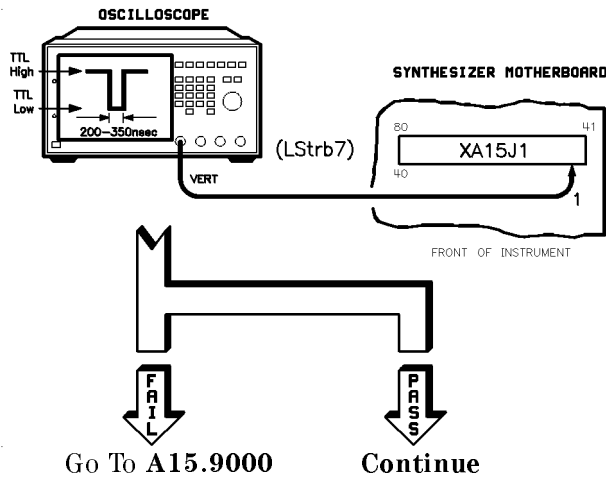 OSCILLOSCOPE
TTL
High
TTL
Low
200-350nsec
VERT
(LStrb7)
SYNTHESIZER MOTHERBOARD
80
41
XA15J1
40
1
FRONT OF INSTRUMENT
FAIL
PASS
Go To A15.9000
Continue